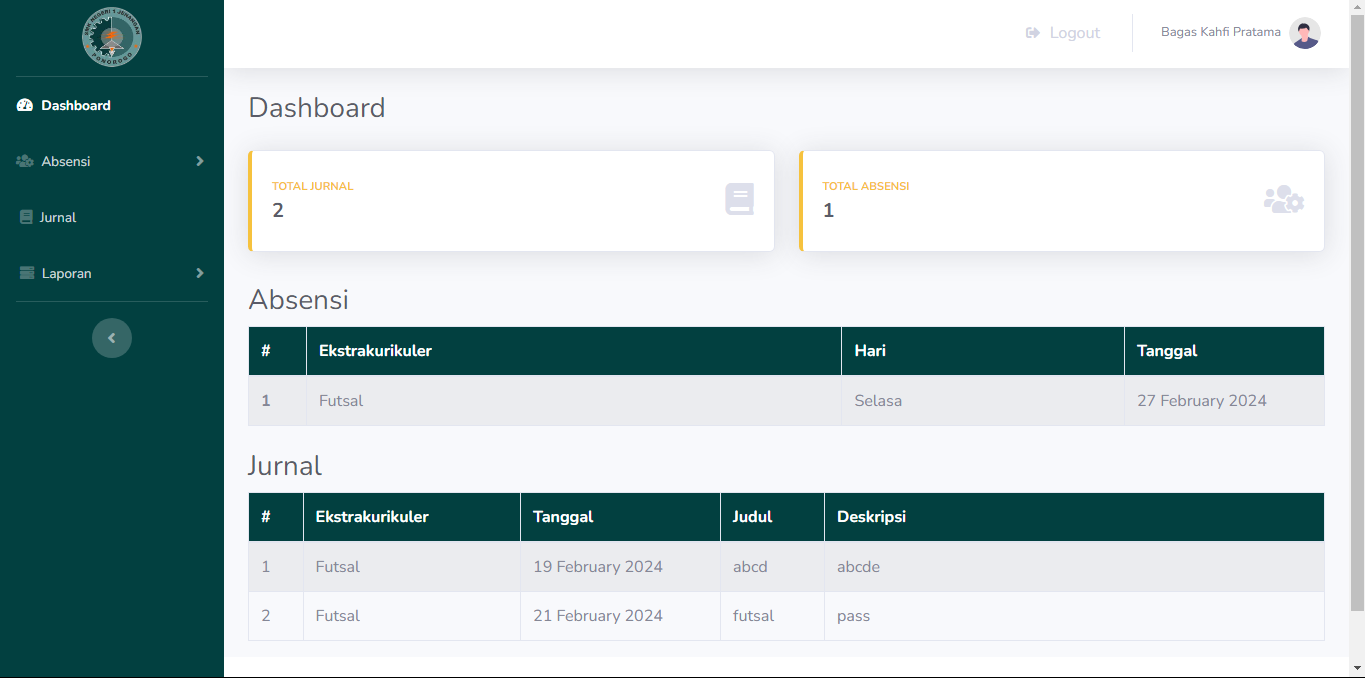 SMK NEGERI 1 JENANGAN
PONOROGO
Logout
Bagas Kahfi Pratama
Dashboard
Absensi
Jurnal
Laporan
Dashboard
TOTAL JURNAL
2
TOTAL ABSENSI
1
Absensi
# Ekstrakurikuler Hari Tanggal
1 Futsal Selasa 27 February 2024
Jurnal
# Ekstrakurikuler Tanggal Judul Deskripsi
1 Futsal 19 February 2024 abcd abcde
2 Futsal 21 February 2024 futsal pass